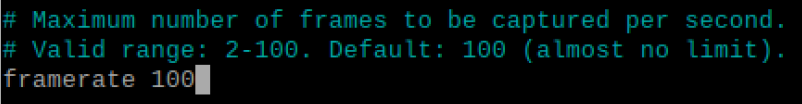 # Maximum number of frames to be captured per second.
# Valid range: 2-100. Default: 100 (almost no limit).
framerate 100